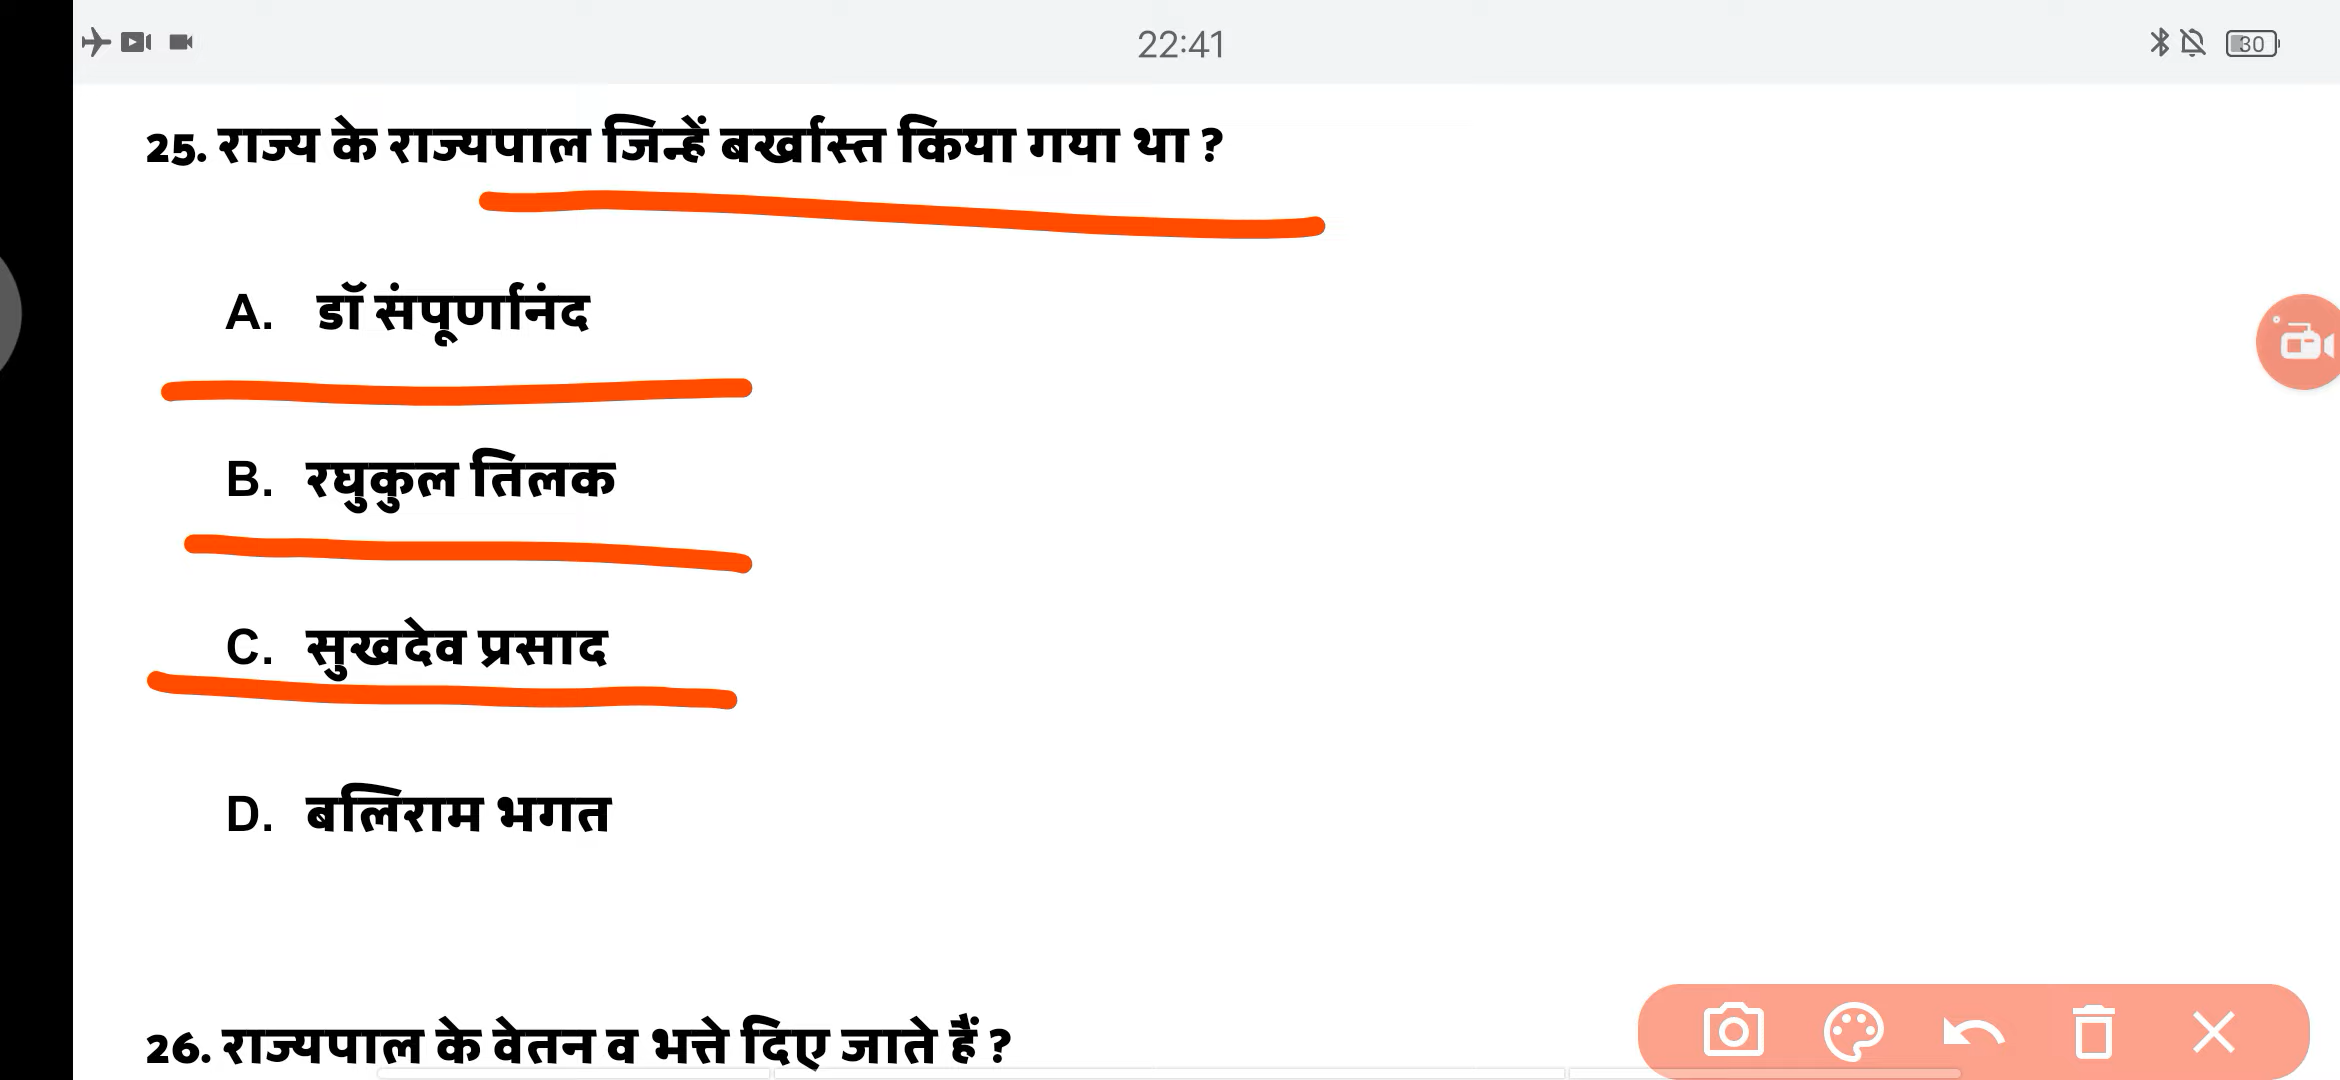 22:41
30
25. राज्य के राज्यपाल जिन्हें बर्खास्त किया गया था ?
A. डॉ संपूर्णानंद
B. रघुकुल तिलक
C. सुखदेव प्रसाद
D. बलिराम भगत
26. राज्यपाल के वेतन व भत्ते दिए जाते हैं ?